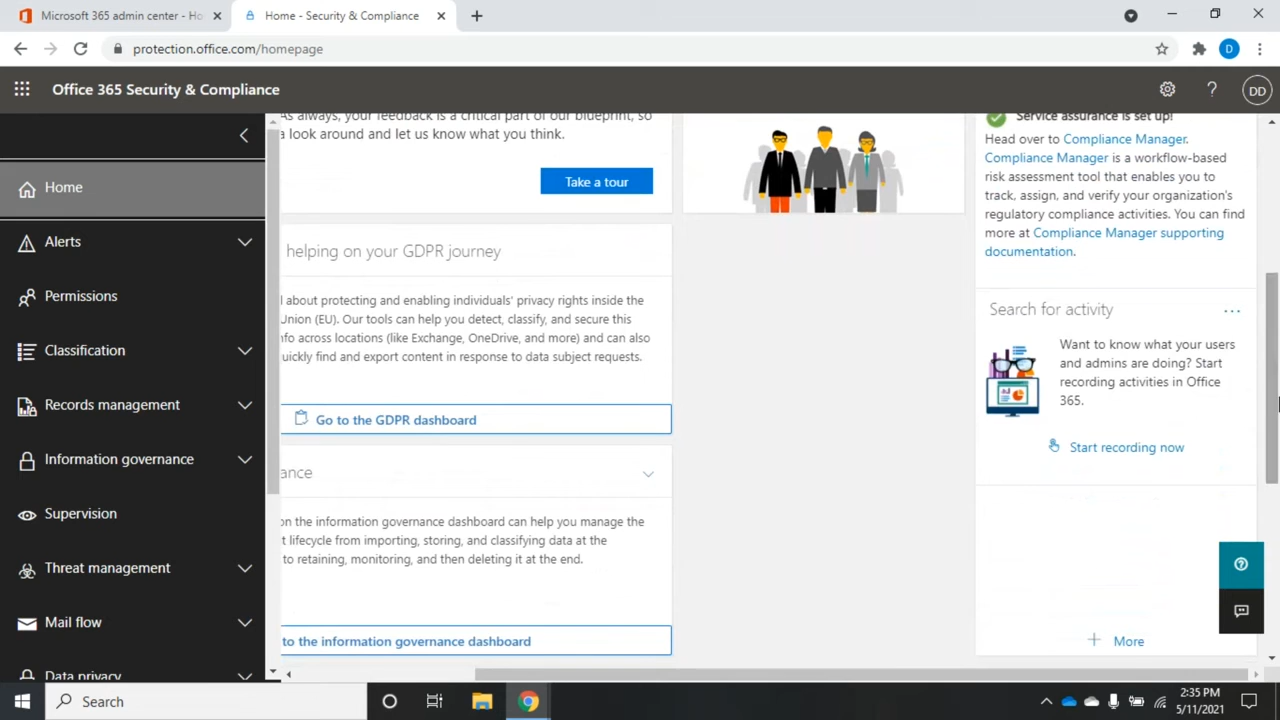 Microsoft 365 admin center - Ho
Home - Security & Compliance
protection.office.com/homepage
D
Office 365 Security & Compliance
DD
Home
Alerts
Permissions
Classification
Records management
Information governance
Supervision
Threat management
Mail flow
Data privacy
As always, your feedback is a critical part of our blueprint, so
a look around and let us know what you think.
Take a tour
helping on your GDPR journey
l about protecting and enabling individuals' privacy rights inside the
Union (EU). Our tools can help you detect, classify, and secure this
nfo across locations (like Exchange, OneDrive, and more) and can also
quickly find and export content in response to data subject requests.
Go to the GDPR dashboard
ance
on the information governance dashboard can help you manage the
t lifecycle from importing, storing, and classifying data at the
to retaining, monitoring, and then deleting it at the end.
to the information governance dashboard
Service assurance is set up!
Head over to Compliance Manager.
Compliance Manager is a workflow-based
risk assessment tool that enables you to
track, assign, and verify your organization's
regulatory compliance activities. You can find
more at Compliance Manager supporting
documentation.
Search for activity
Want to know what your users
and admins are doing? Start
recording activities in Office
365.
Start recording now
More
Search
2:35 PM
5/11/2021